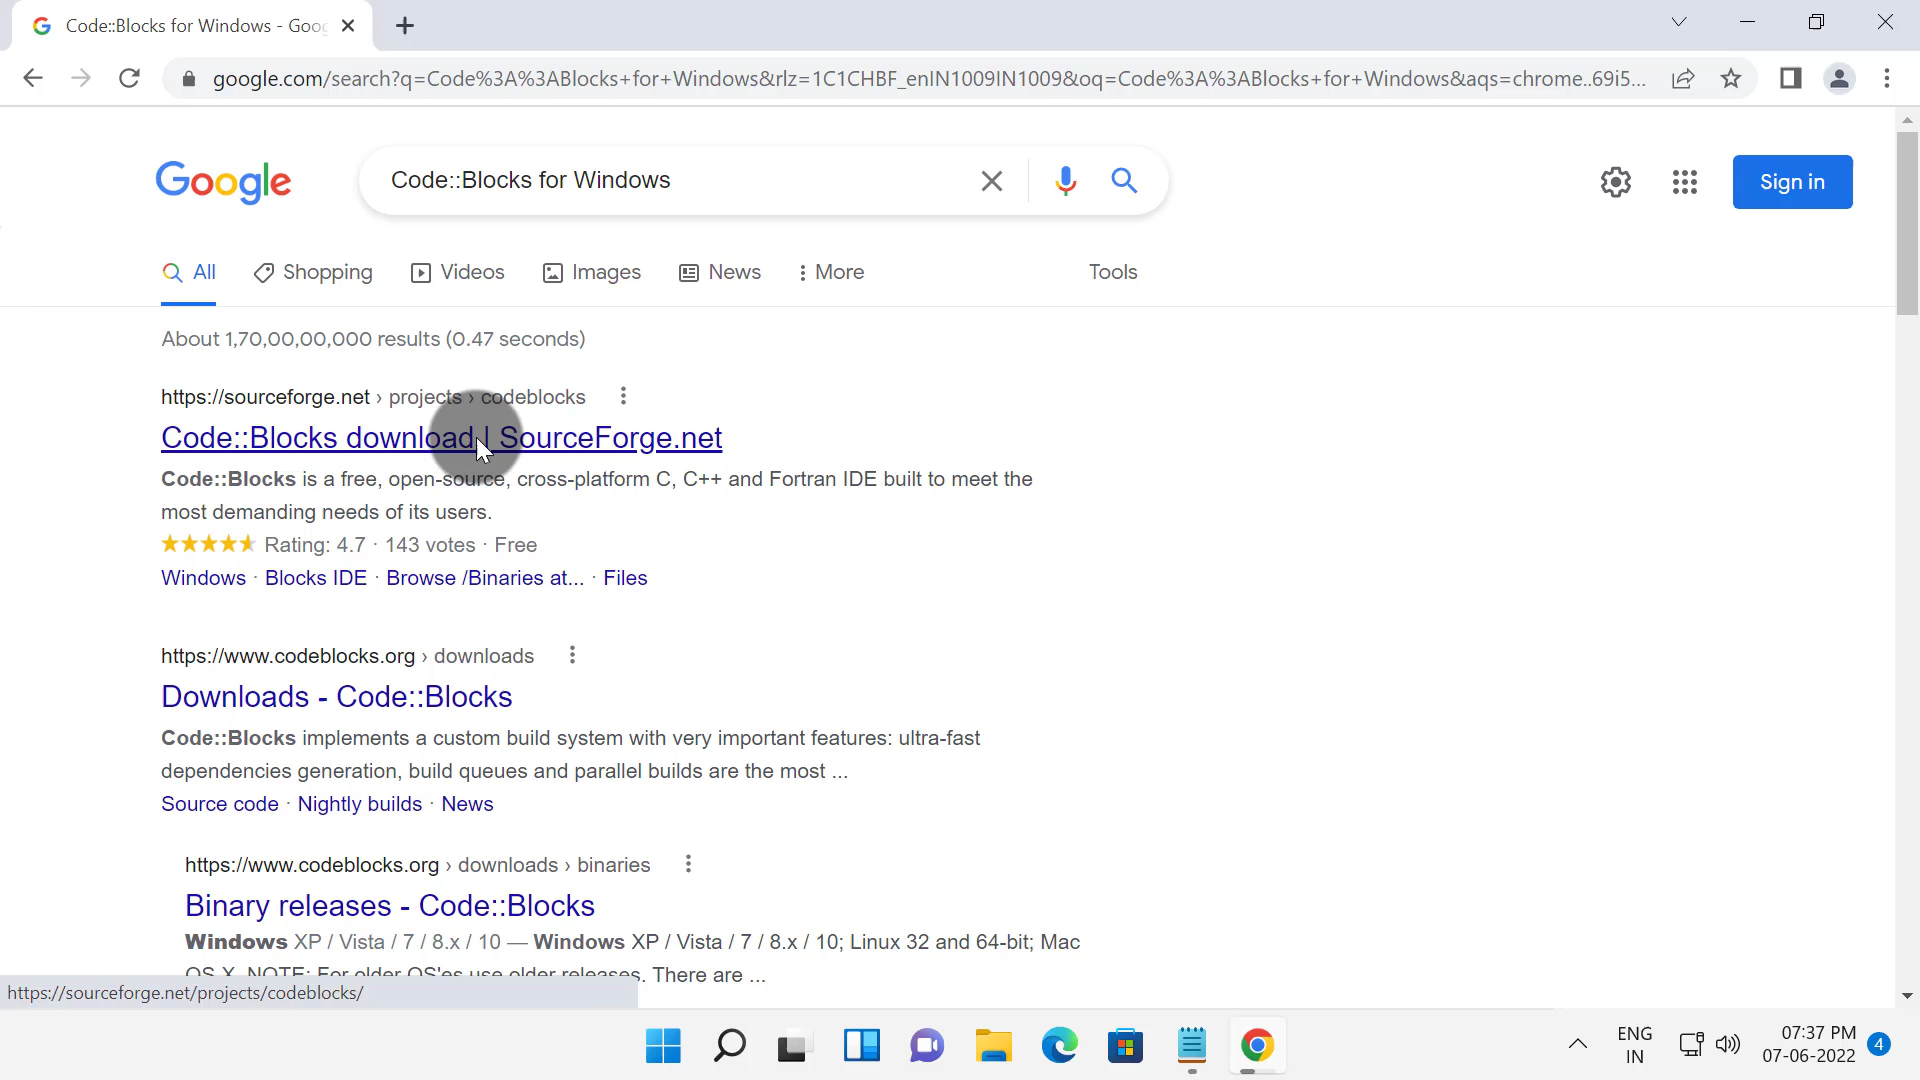 Code::Blocks for Windows - Goo
google.com/search?q=Code%3A%3ABlocks+for+Windows&rlz=1C1CHBF_enIN1009IN1009&oq=Code%3A%3ABlocks+for+Windows&aqs=chrome..69i5...
Google
Code::Blocks for Windows
Sign in
All
Shopping
Videos
Images
News
More
Tools
About 1,70,00,00,000 results (0.47 seconds)
https://sourceforge.net › projects › codeblocks
Code::Blocks download | SourceForge.net
Code::Blocks is a free, open-source, cross-platform C, C++ and Fortran IDE built to meet the
most demanding needs of its users.
Rating: 4.7 · 143 votes · Free
Windows · Blocks IDE · Browse /Binaries at... · Files
https://www.codeblocks.org › downloads
Downloads - Code::Blocks
Code::Blocks implements a custom build system with very important features: ultra-fast
dependencies generation, build queues and parallel builds are the most ...
Source code · Nightly builds · News
https://www.codeblocks.org › downloads › binaries
Binary releases - Code::Blocks
Windows XP / Vista / 7 / 8.x / 10 — Windows XP / Vista / 7 / 8.x / 10; Linux 32 and 64-bit; Mac
OS X. NOTE: For older OS'es use older releases. There are ...
https://sourceforge.net/projects/codeblocks/
ENG
IN
07:37 PM
07-06-2022
4